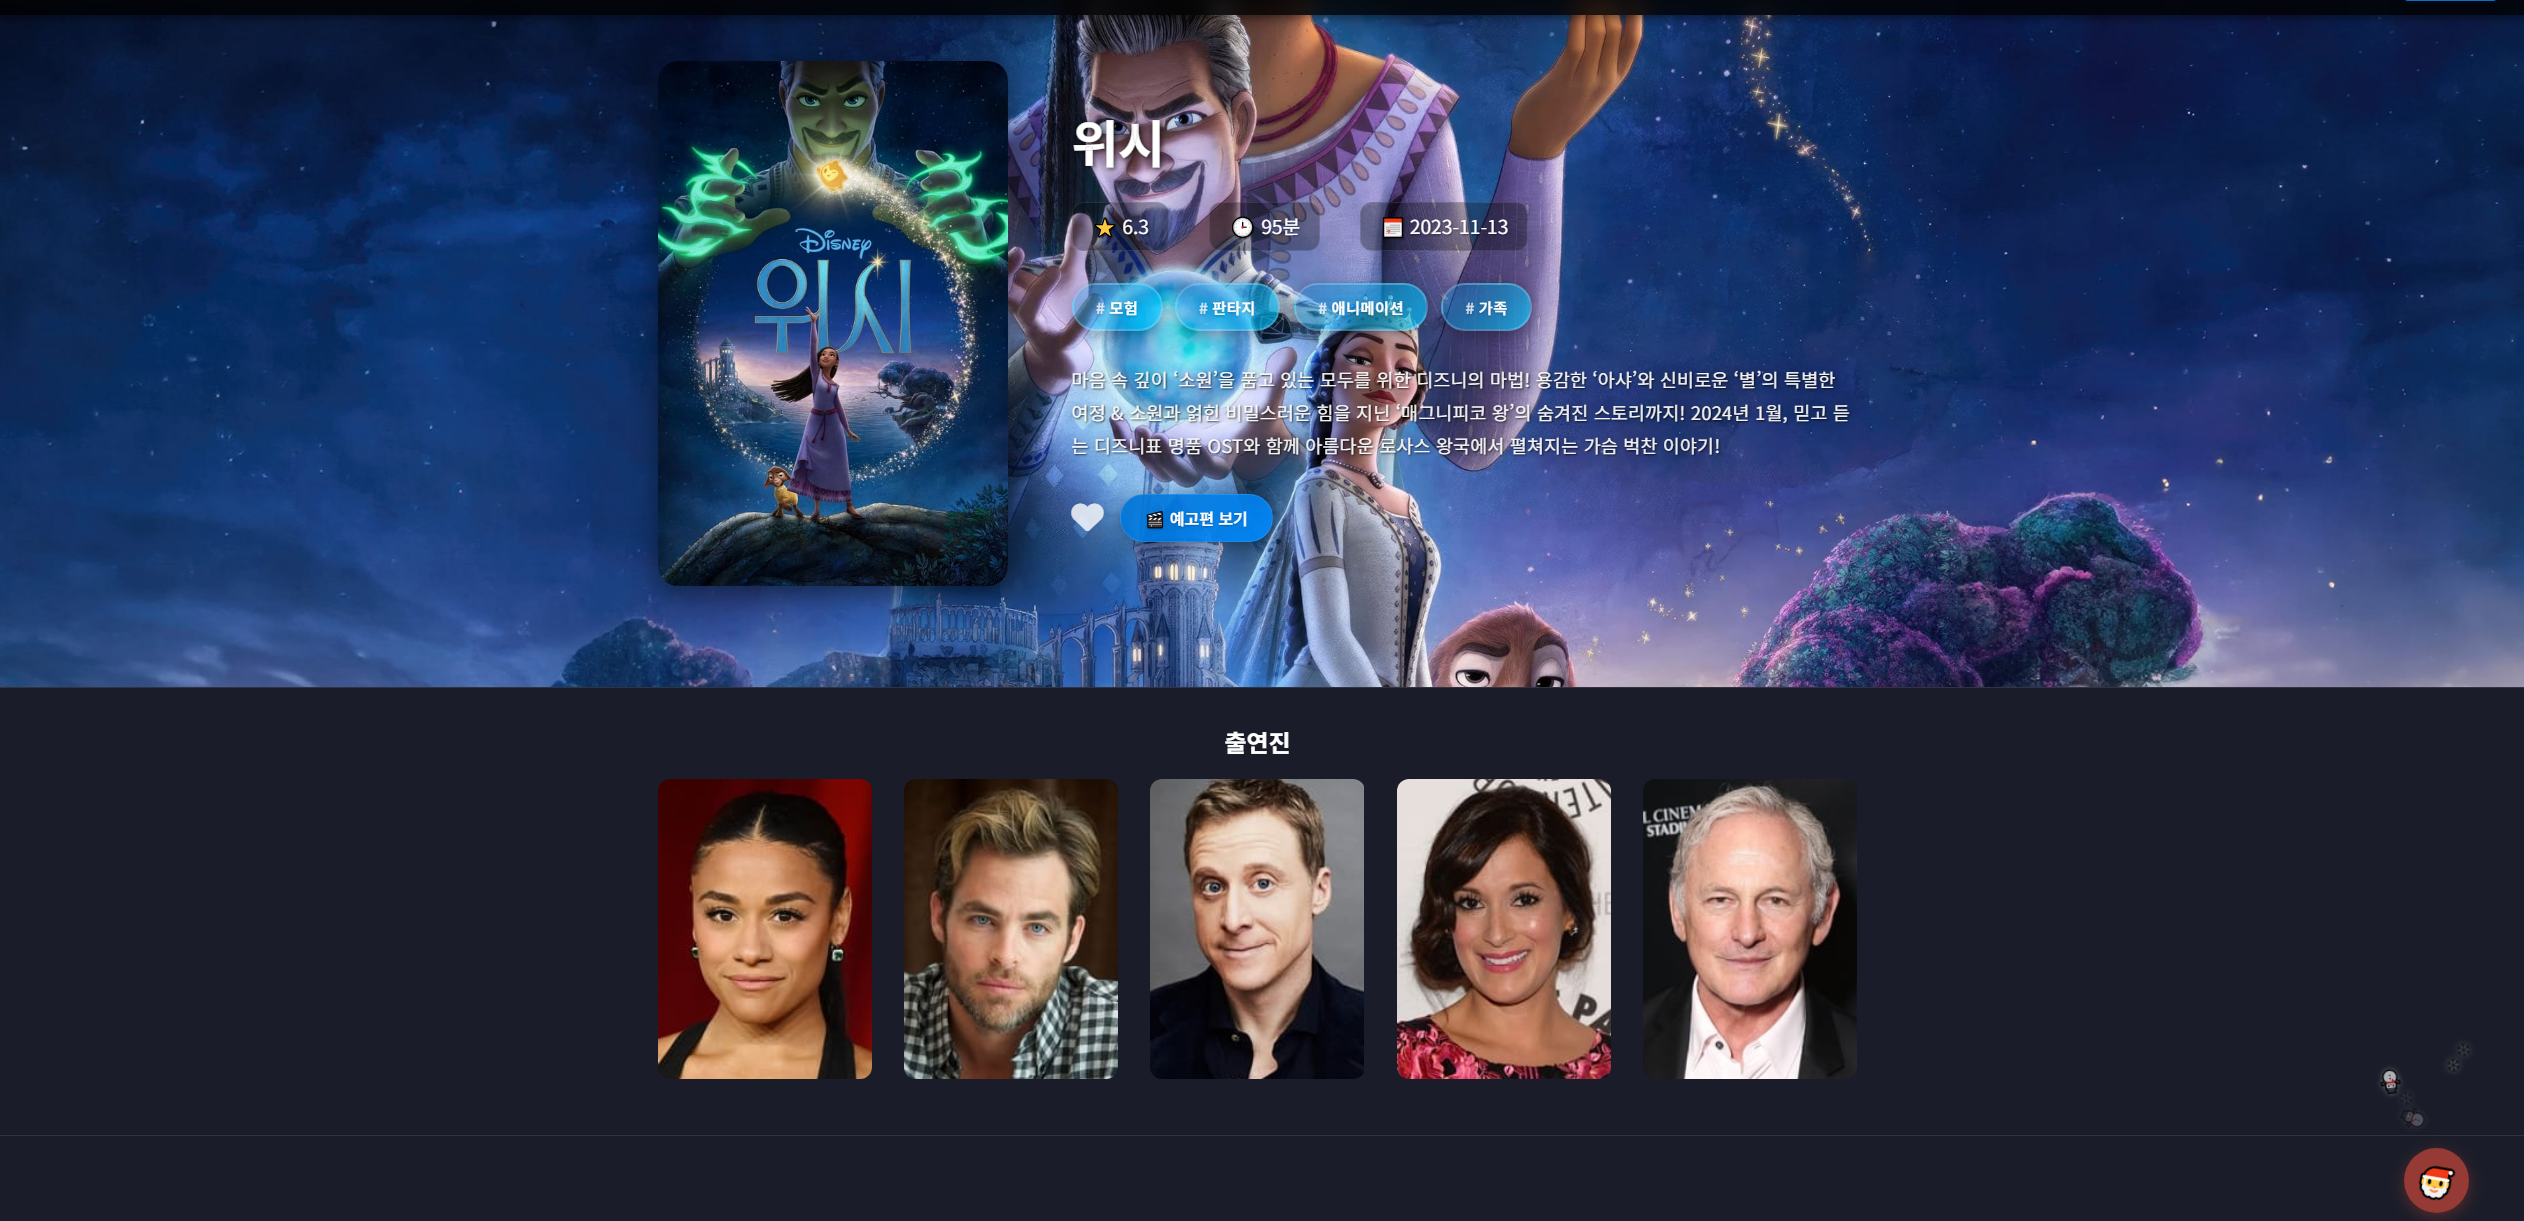 DISNEY
위시
위시
⭐ 6.3
🕒 95분
📅 2023-11-13
# 모험
# 판타지
# 애니메이션
# 가족
마음 속 깊이 ‘소원’을 품고 있는 모두를 위한 디즈니의 마법! 용감한 ‘아샤’와 신비로운 ‘별’의 특별한
여정 & 소원과 얽힌 비밀스러운 힘을 지닌 ‘매그니피코 왕’의 숨겨진 스토리까지! 2024년 1월, 믿고 듣
는 디즈니표 명품 OST와 함께 아름다운 로사스 왕국에서 펼쳐지는 가슴 벅찬 이야기!
🎬 예고편 보기
출연진
L CINEM
STADI